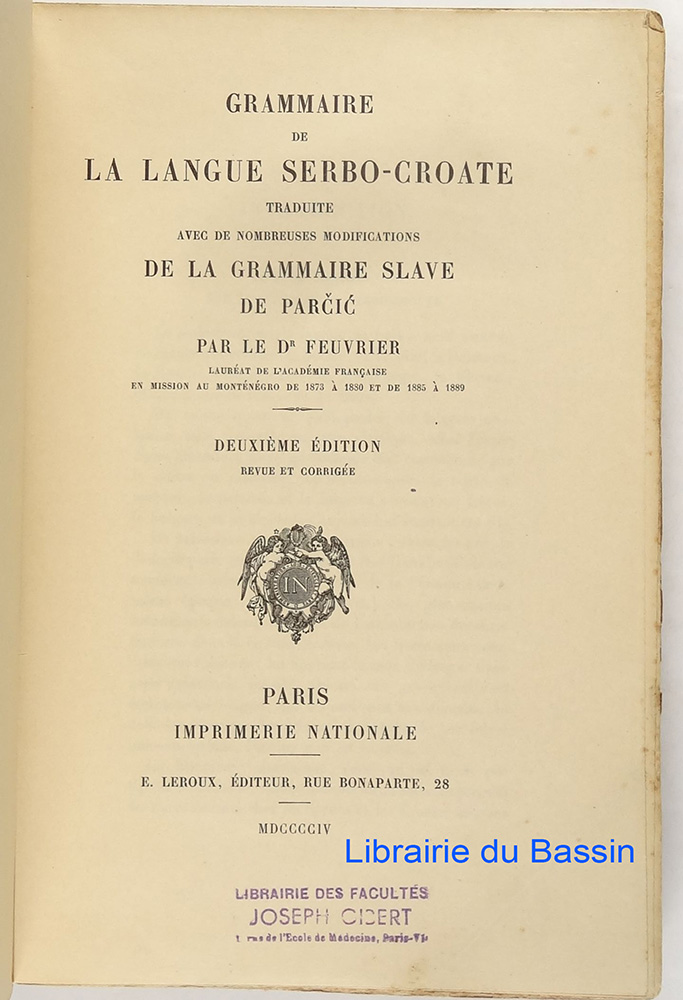 GRAMMAIRE
DE
LA LANGUE SERBO-CROATE
TRADUITE
AVEC DE NOMBREUSES MODIFICATIONS
DE LA GRAMMAIRE SLAVE
DE PARČIĆ
PAR LE Dʳ FEUVRIER
LAURÉAT DE L'ACADÉMIE FRANÇAISE
EN MISSION AU MONTÉNÉGRO DE 1873 À 1880 ET DE 1885 À 1889
DEUXIÈME ÉDITION
REVUE ET CORRIGÉE
IN
PARIS
IMPRIMERIE NATIONALE
E. LEROUX, ÉDITEUR, RUE BONAPARTE, 28
MDCCCCIV
Librairie du Bassin
LIBRAIRIE DES FACULTÉS
JOSEPH GIBERT
1 rue de l'Ecole de Médecine, Paris-VIe